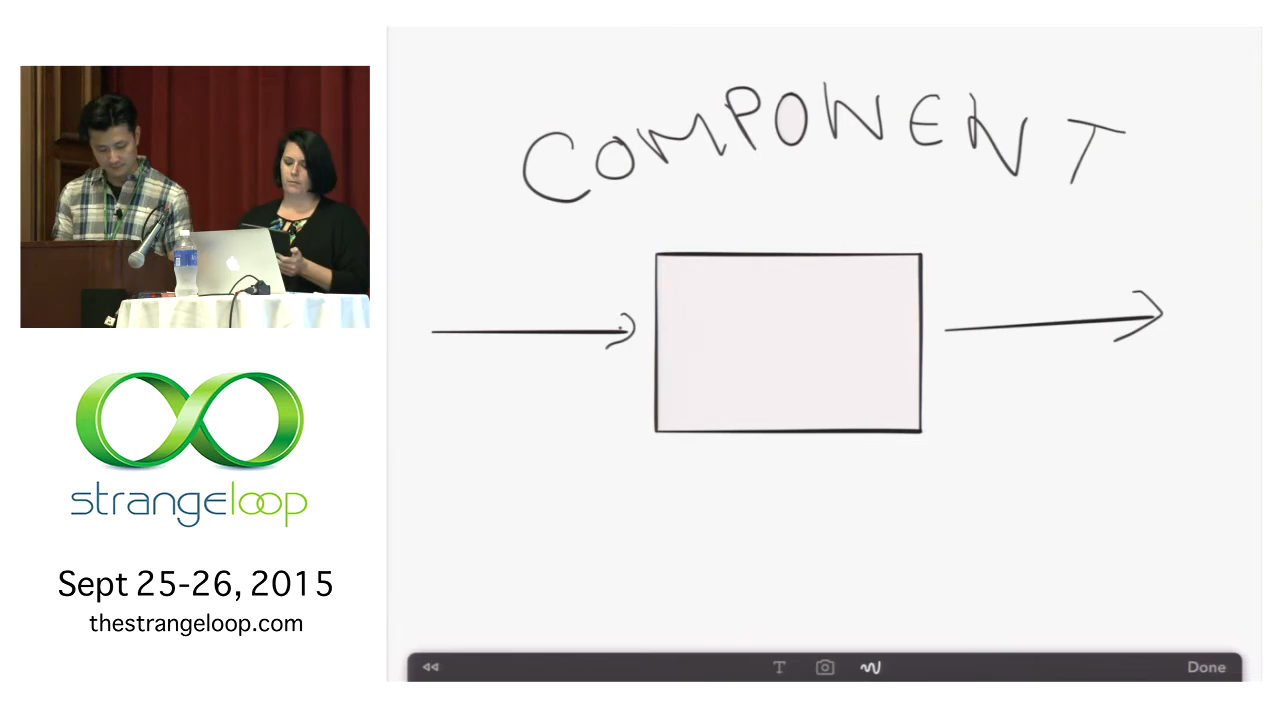 COMPONENT
strangeloop
Sept 25-26, 2015
thestrangeloop.com
T
Done